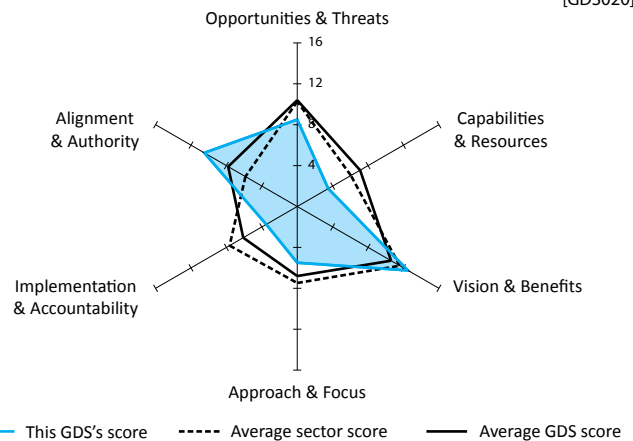 [GDS020]
Opportunities & Threats
16
12
8
4
Alignment
& Authority
Capabilities
& Resources
Implementation
& Accountability
Vision & Benefits
Approach & Focus
This GDS's score
Average sector score
Average GDS score